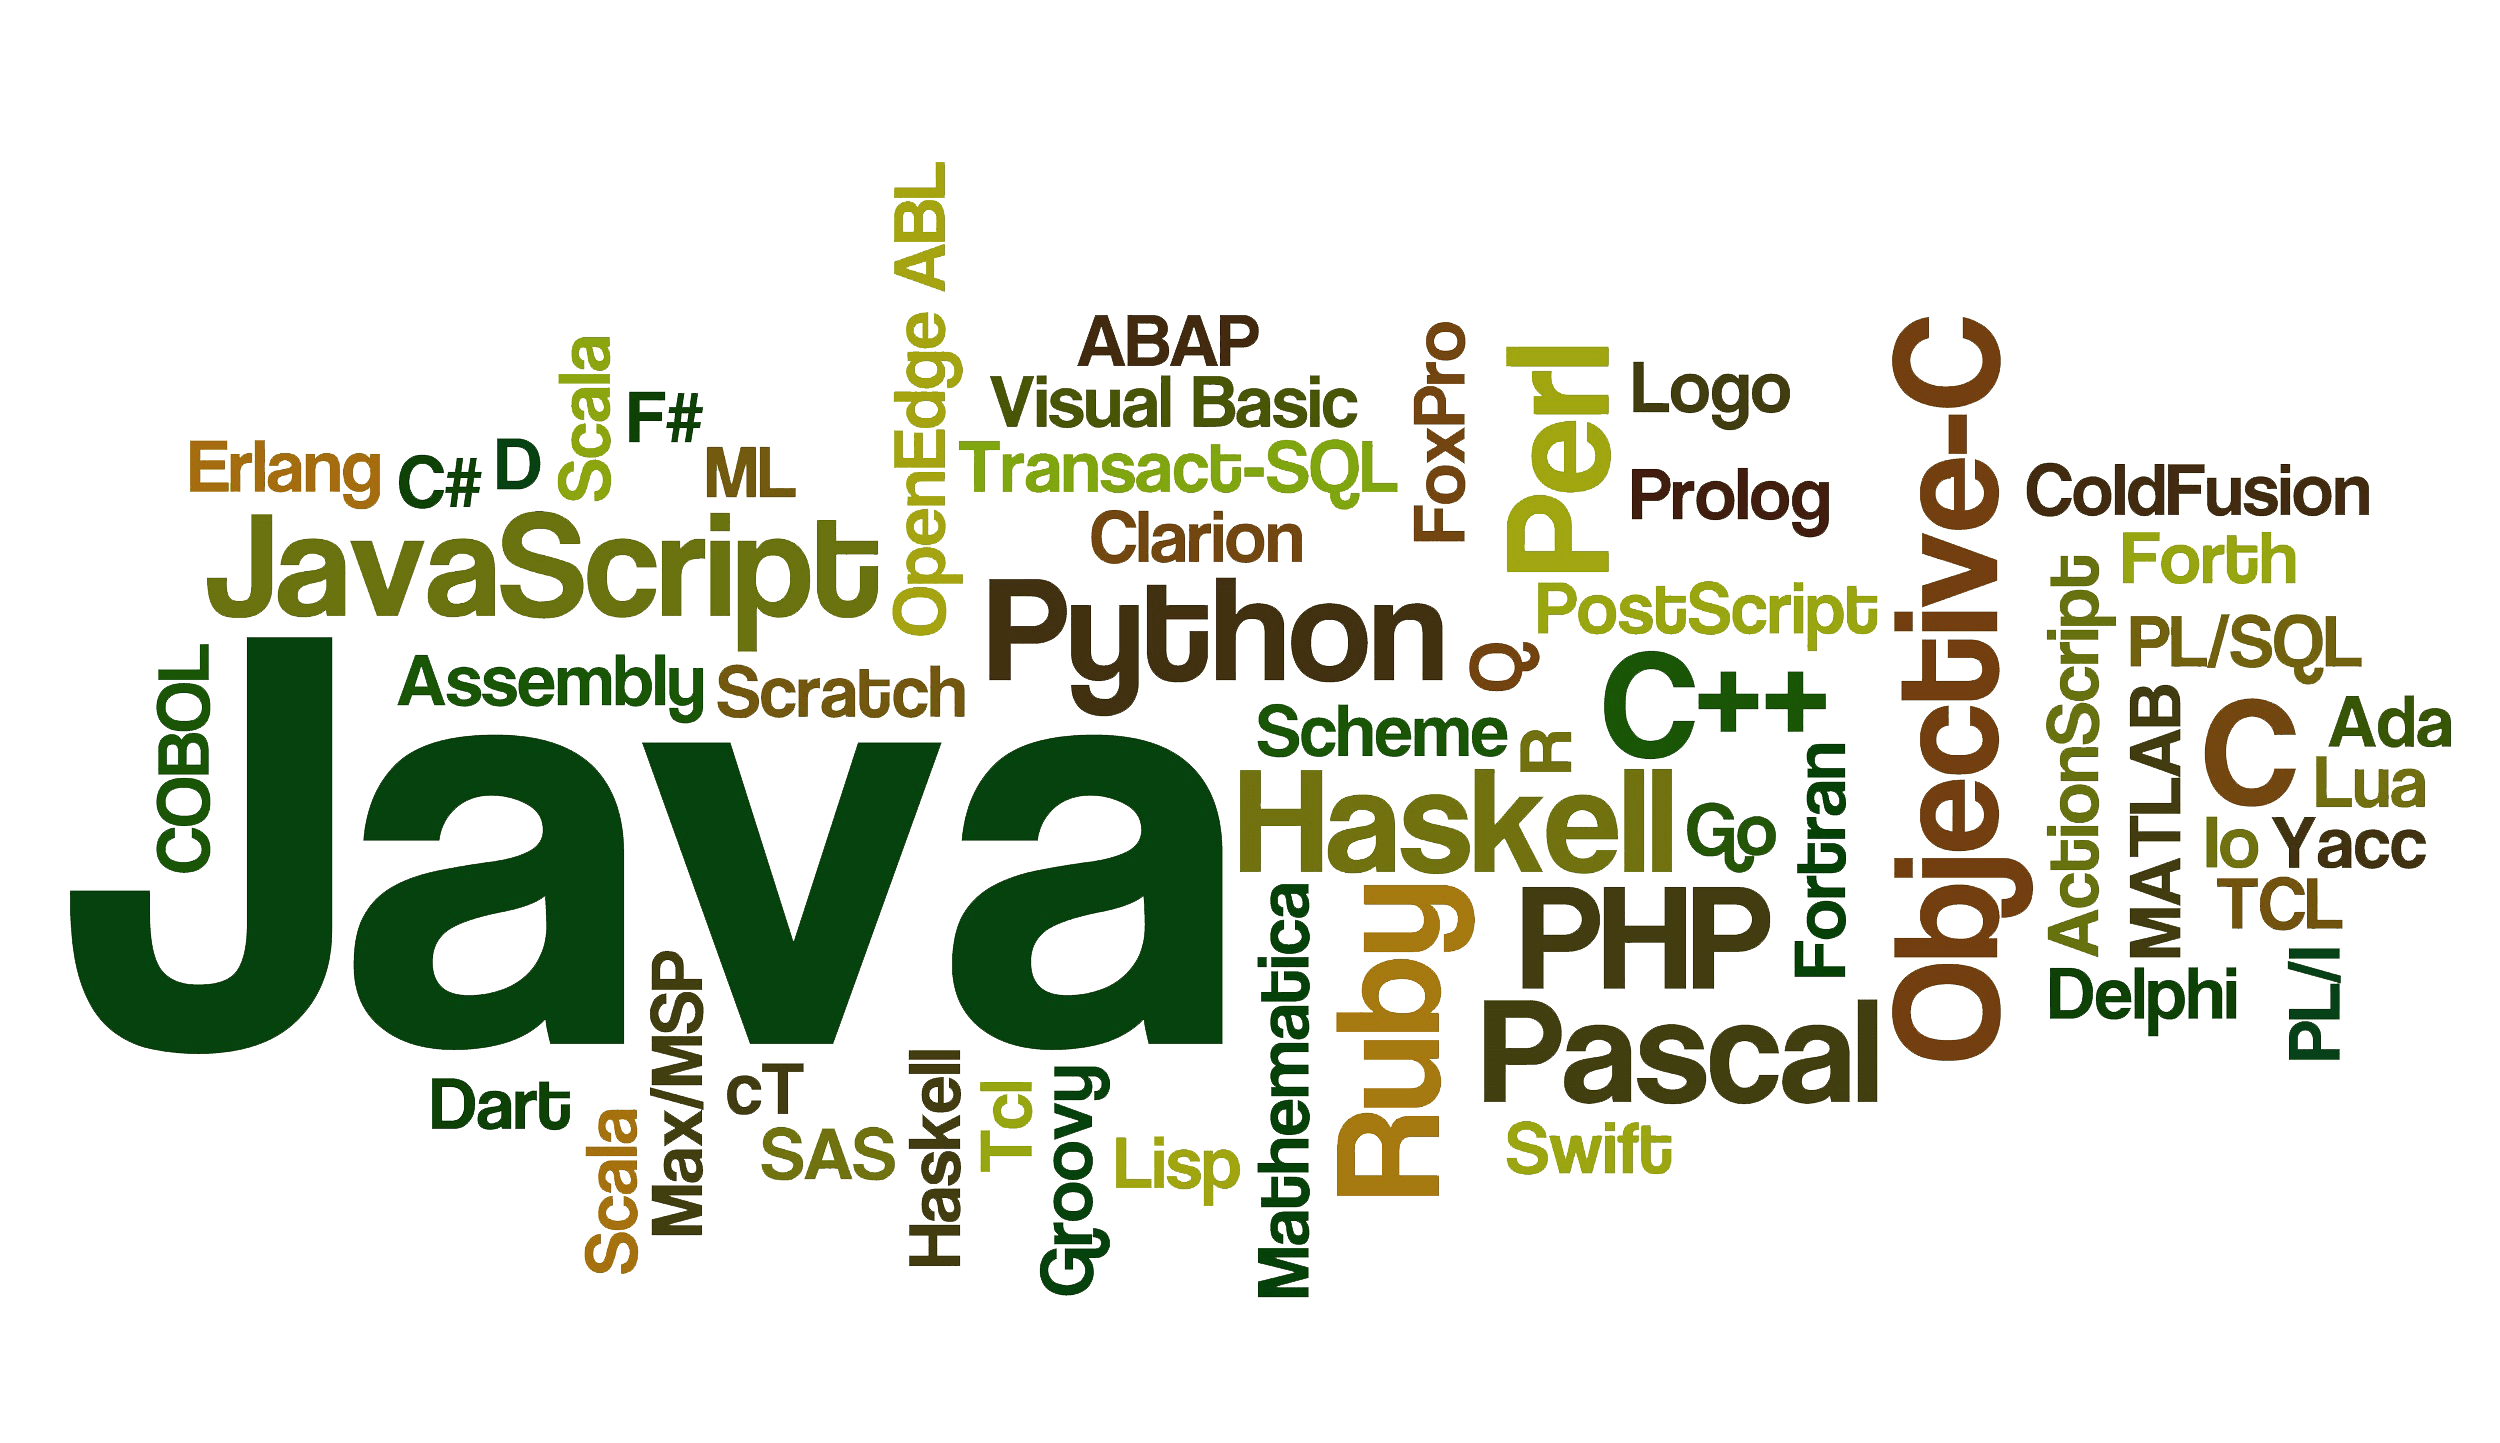 OpenEdge ABL
ABAP
Visual Basic
Transact-SQL
Clarion
FoxPro
Perl
Logo
Prolog
Objective-C
ColdFusion
Forth
Scala
F#
Erlang
C#
D
ML
JavaScript
Python
PostScript
ActionScript
PL/SQL
COBOL
Assembly
Scratch
Q
C++
Scheme
R
MATLAB
C
Ada
Lua
Java
Haskell
Go
Fortran
Io
Yacc
TCL
Mathematica
Ruby
PHP
Delphi
PL/I
Pascal
Max/MSP
Dart
cT
Scala
SAS
Haskell
Tcl
Groovy
Lisp
Swift